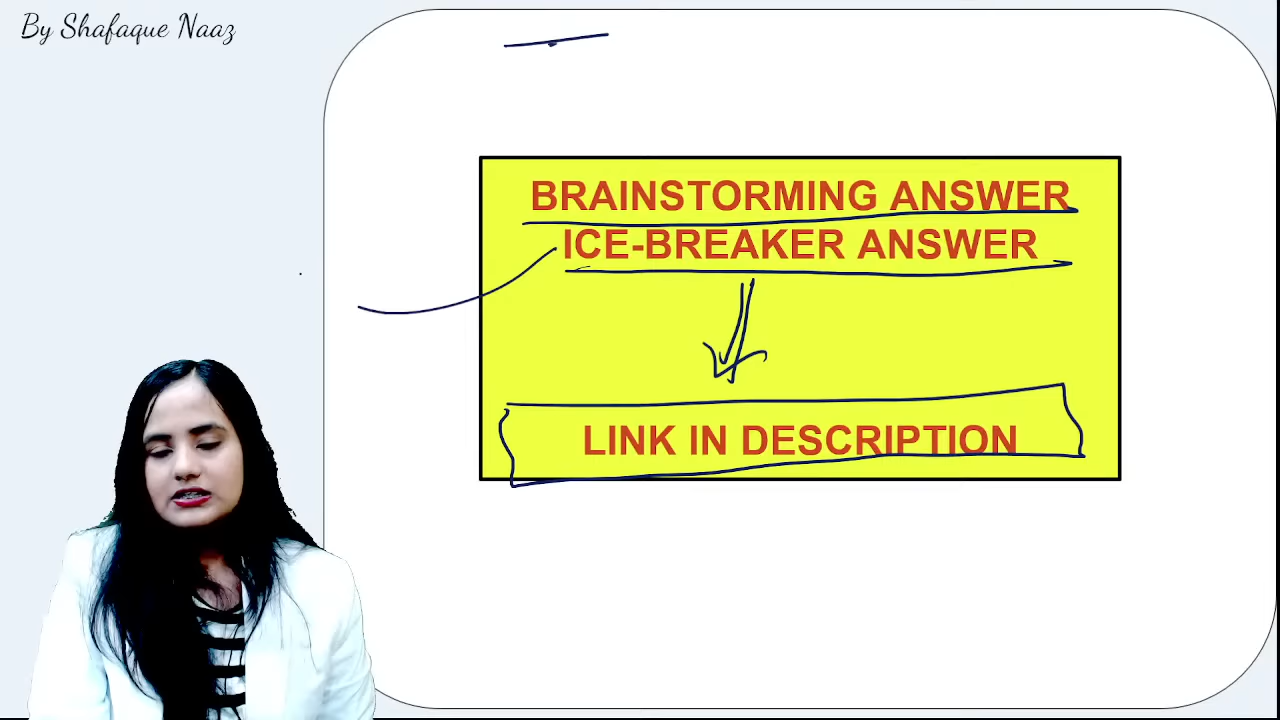 By Shafaque Naaz
BRAINSTORMING ANSWER
ICE-BREAKER ANSWER
LINK IN DESCRIPTION